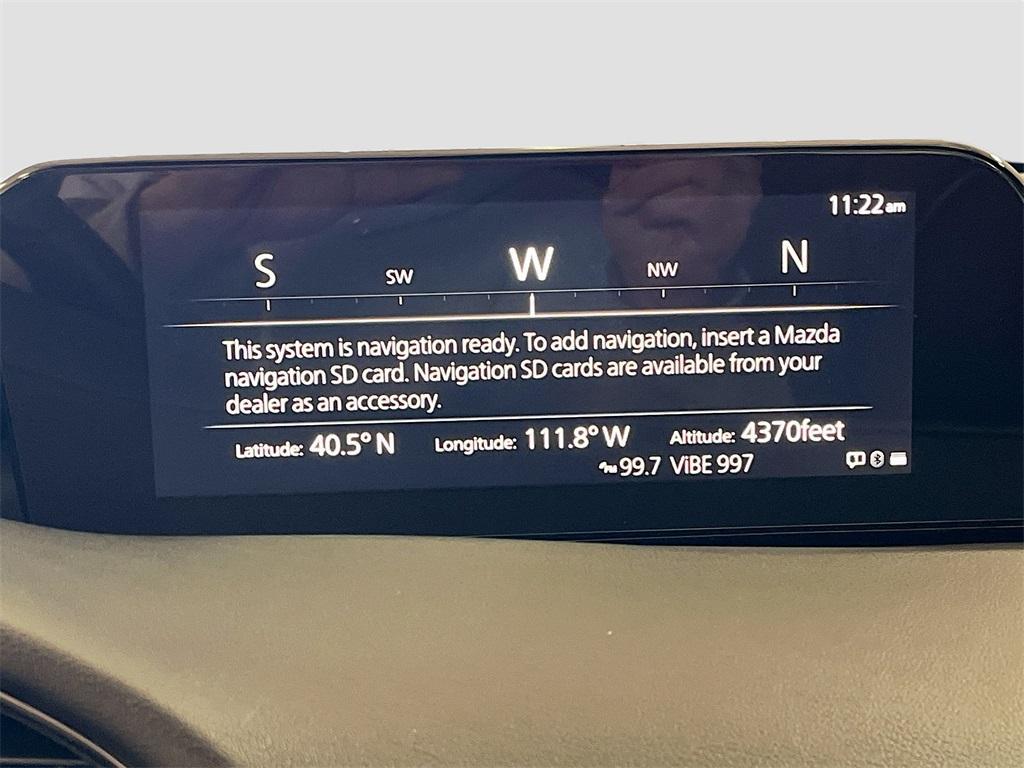 11:22am
S SW W NW N
This system is navigation ready. To add navigation, insert a Mazda
navigation SD card. Navigation SD cards are available from your
dealer as an accessory.
Latitude: 40.5° N Longitude: 111.8° W Altitude: 4370feet
99.7 ViBE 997